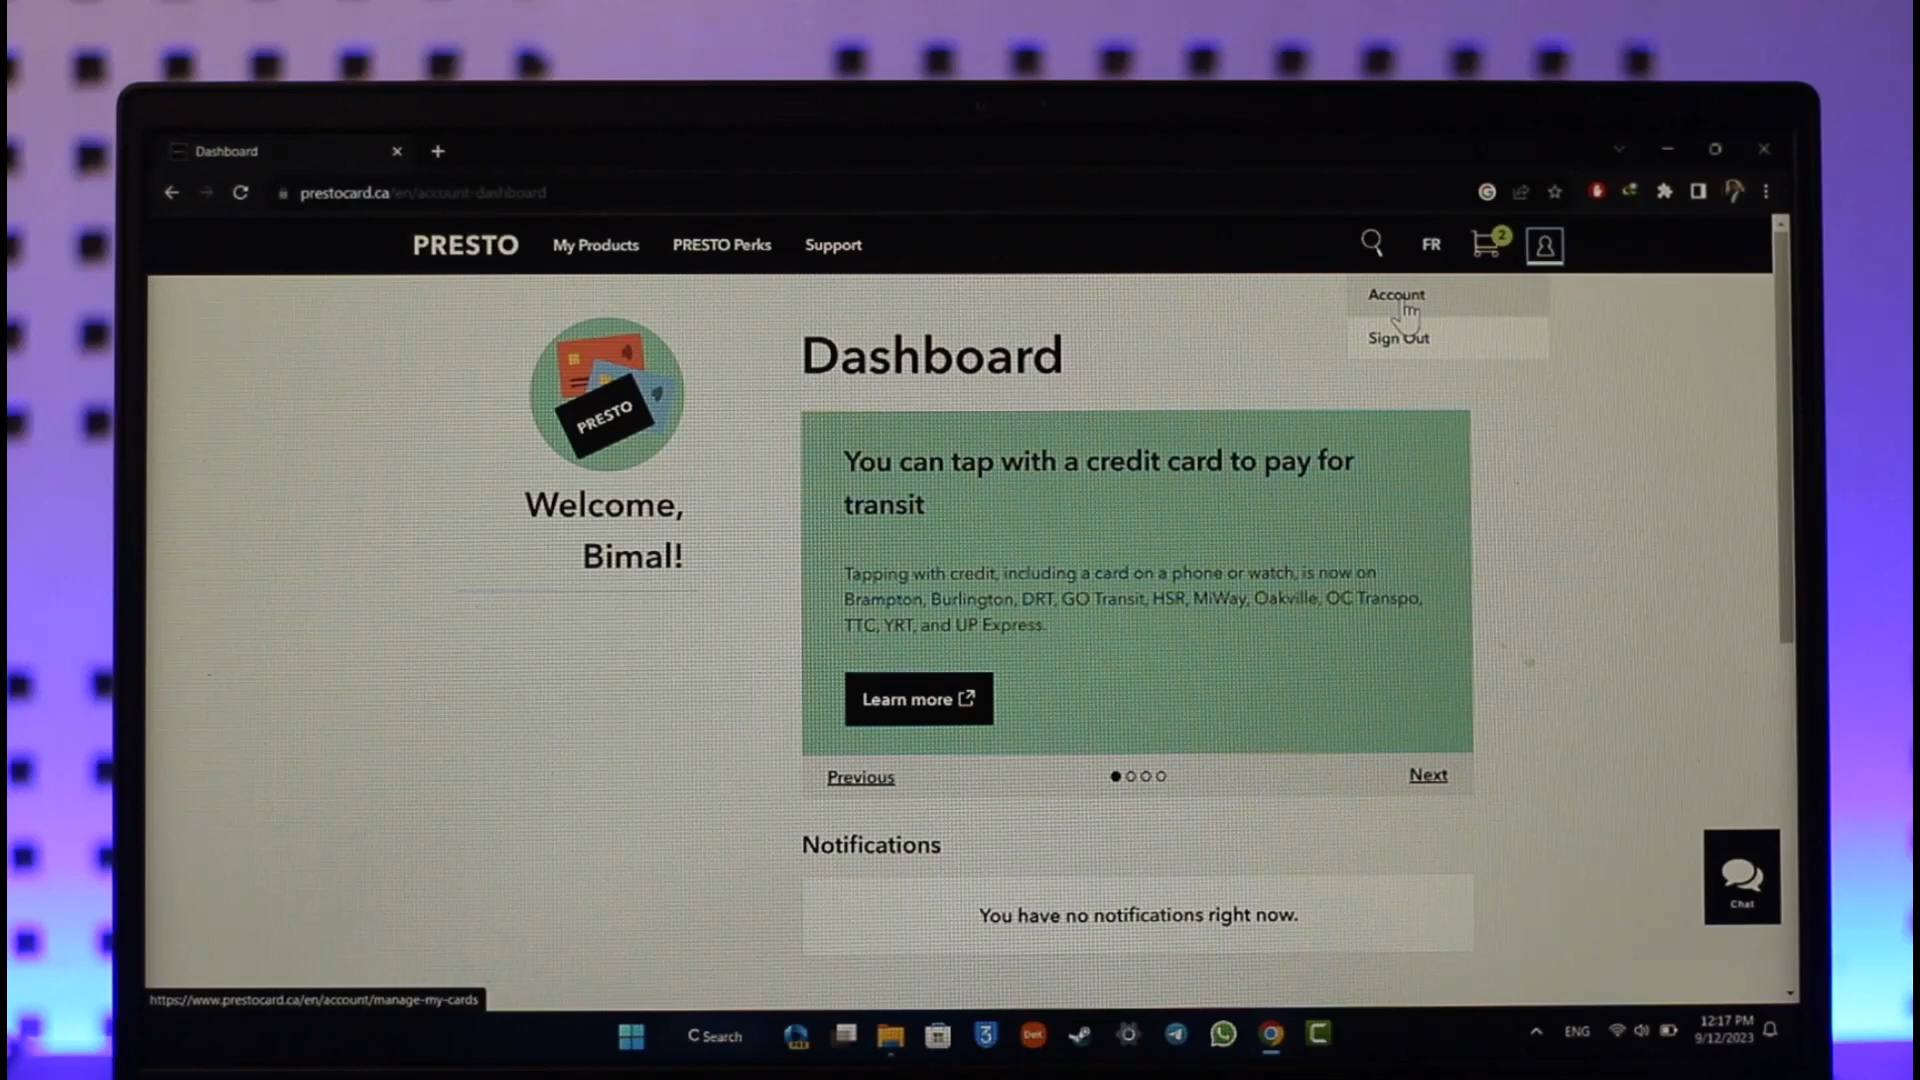 Dashboard
prestocard.ca/en/account-dashboard
PRESTO
My Products
PRESTO Perks
Support
FR
2
Account
Sign Out
PRESTO
Welcome,
Bimal!
Dashboard
You can tap with a credit card to pay for
transit
Tapping with credit, including a card on a phone or watch, is now on
Brampton, Burlington, DRT, GO Transit, HSR, MiWay, Oakville, OC Transpo,
TTC, YRT, and UP Express.
Learn more
Previous
Next
Notifications
You have no notifications right now.
Chat
https://www.prestocard.ca/en/account/manage-my-cards
Search
3
ENG
12:17 PM
9/12/2023